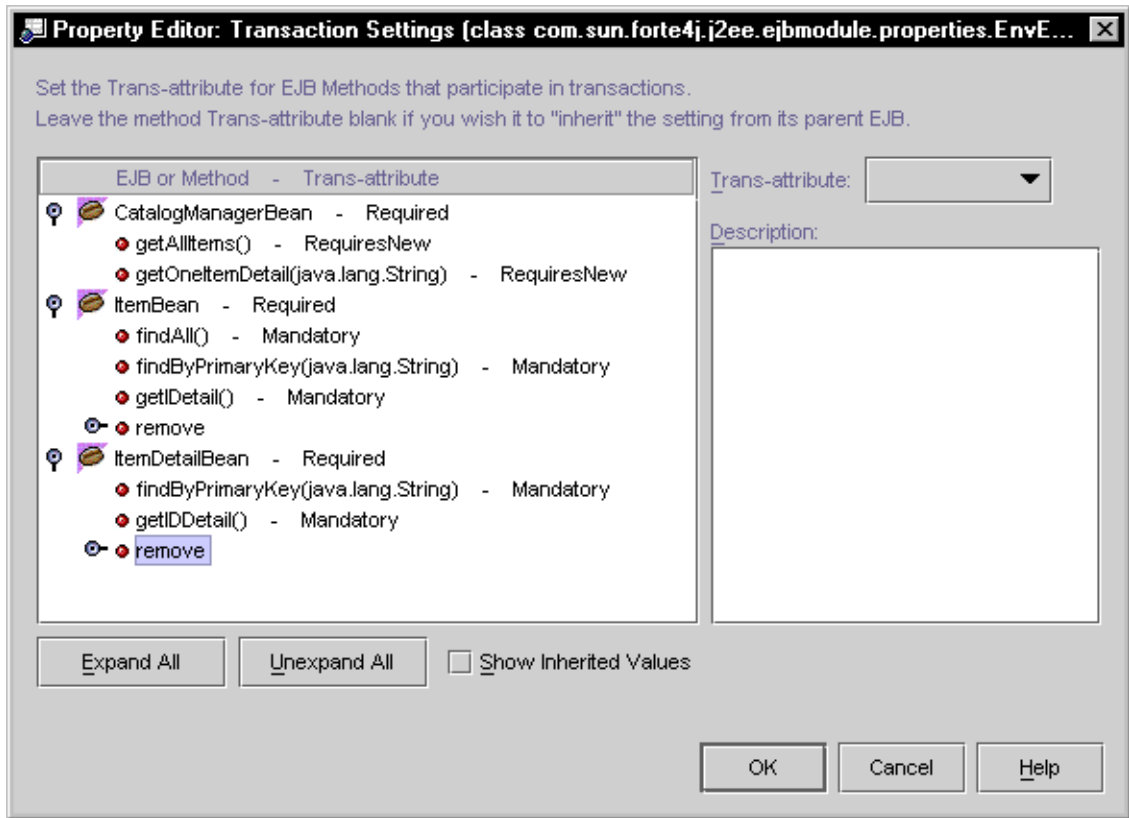 Property Editor: Transaction Settings (class com.sun.forte4j.j2ee.ejbmodule.properties.EnvE...
Set the Trans-attribute for EJB Methods that participate in transactions.
Leave the method Trans-attribute blank if you wish it to "inherit" the setting from its parent EJB.
EJB or Method - Trans-attribute
Trans-attribute:
CatalogManagerBean - Required
getAllItems() - RequiresNew
Description:
getOneItemDetail(java.lang.String) - RequiresNew
ItemBean - Required
findAll() - Mandatory
findByPrimaryKey(java.lang.String) - Mandatory
getIDetail() - Mandatory
remove
ItemDetailBean - Required
findByPrimaryKey(java.lang.String) - Mandatory
getIDDetail() - Mandatory
remove
Expand All Unexpand All Show Inherited Values
OK Cancel Help